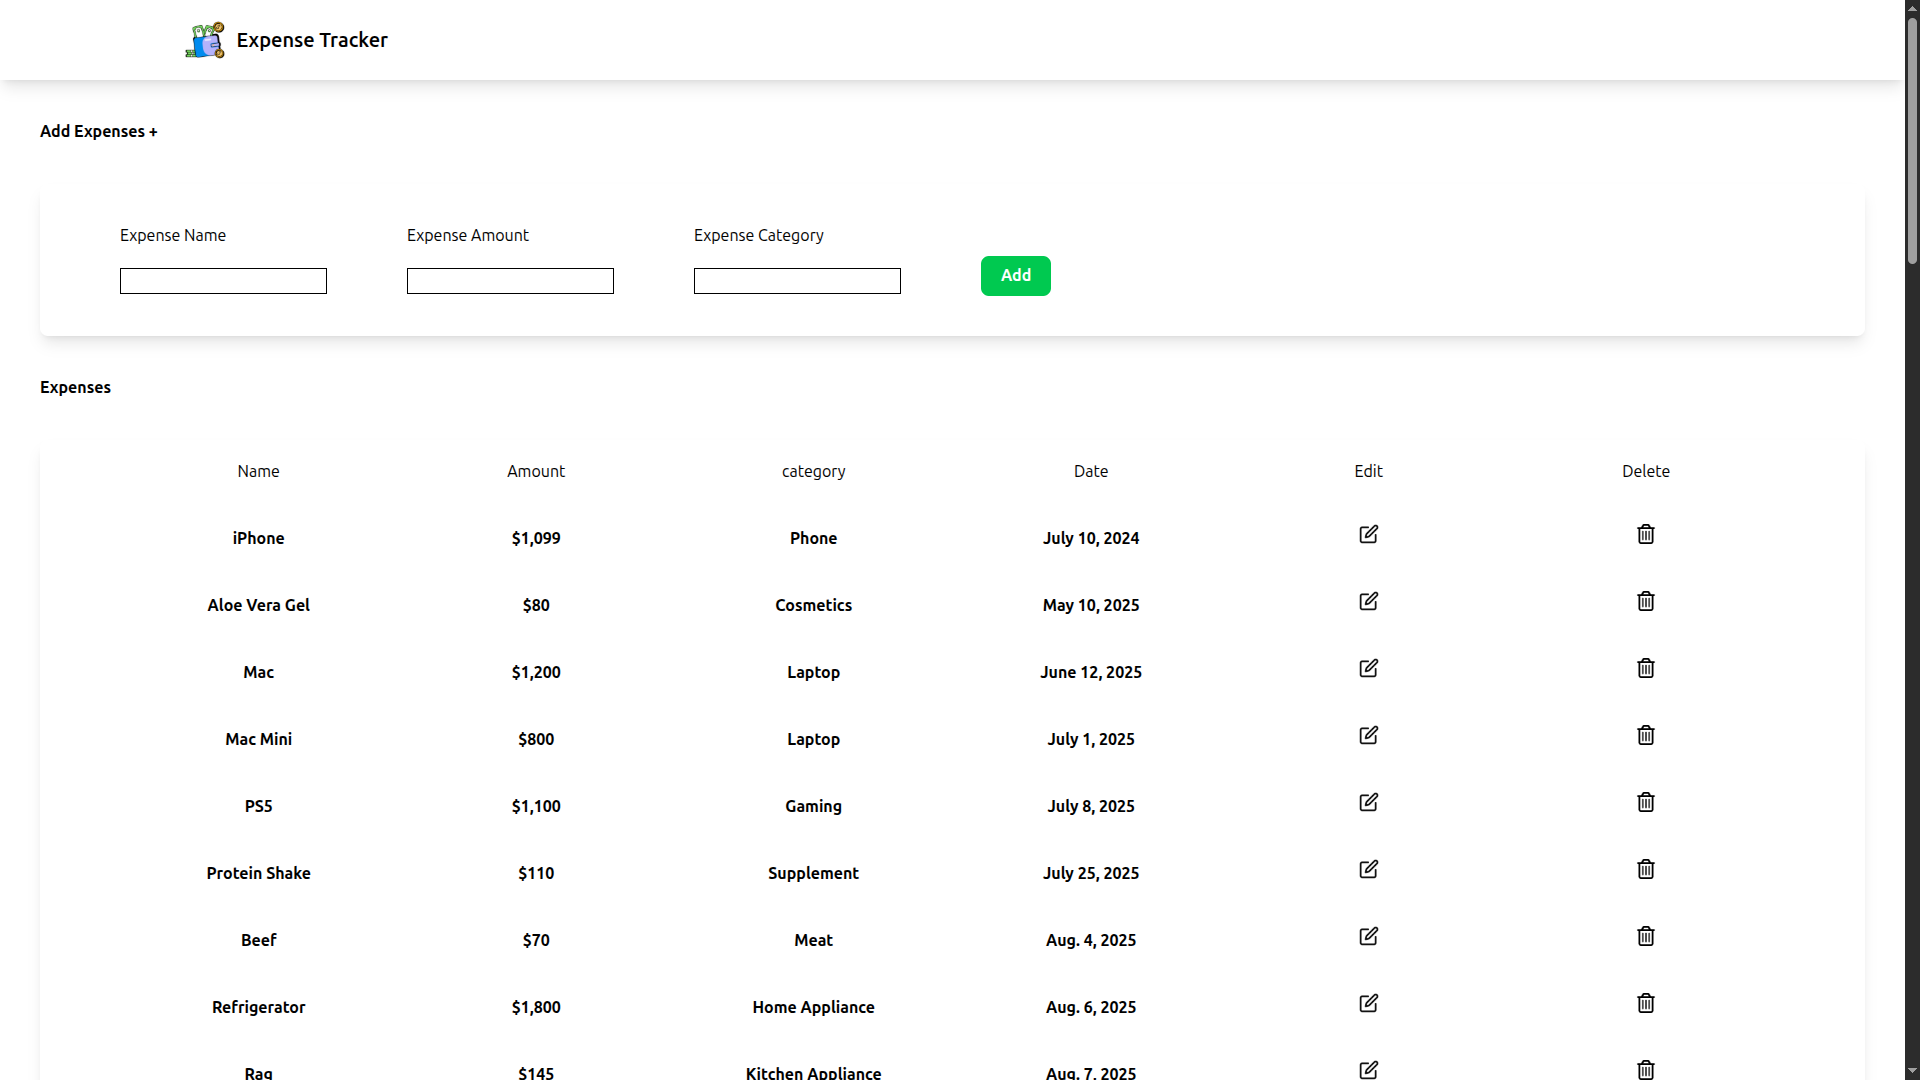 Expense Tracker
Add Expenses +
Expense Name Expense Amount Expense Category
Add
Expenses
Name Amount category Date Edit Delete
iPhone $1,099 Phone July 10, 2024
Aloe Vera Gel $80 Cosmetics May 10, 2025
Mac $1,200 Laptop June 12, 2025
Mac Mini $800 Laptop July 1, 2025
PS5 $1,100 Gaming July 8, 2025
Protein Shake $110 Supplement July 25, 2025
Beef $70 Meat Aug. 4, 2025
Refrigerator $1,800 Home Appliance Aug. 6, 2025
$145 Kitchen Appliance Aug. 7, 2025